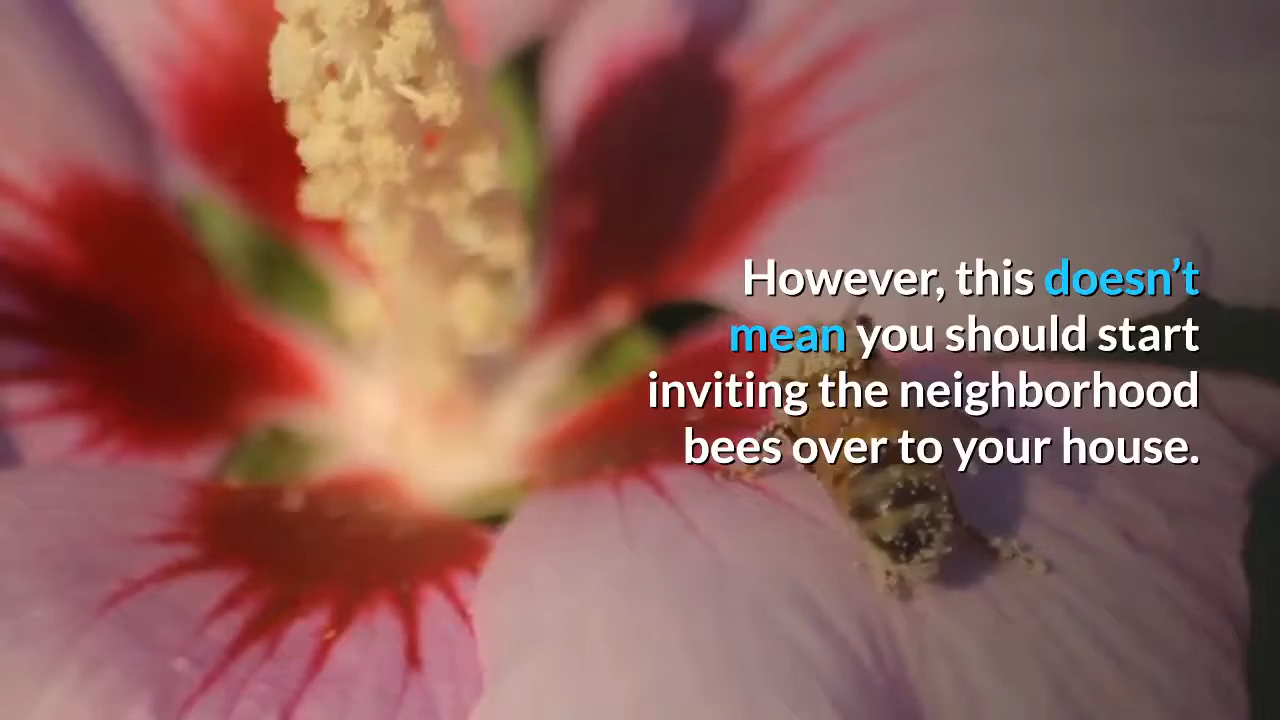 However, this doesn’t
mean you should start
inviting the neighborhood
bees over to your house.